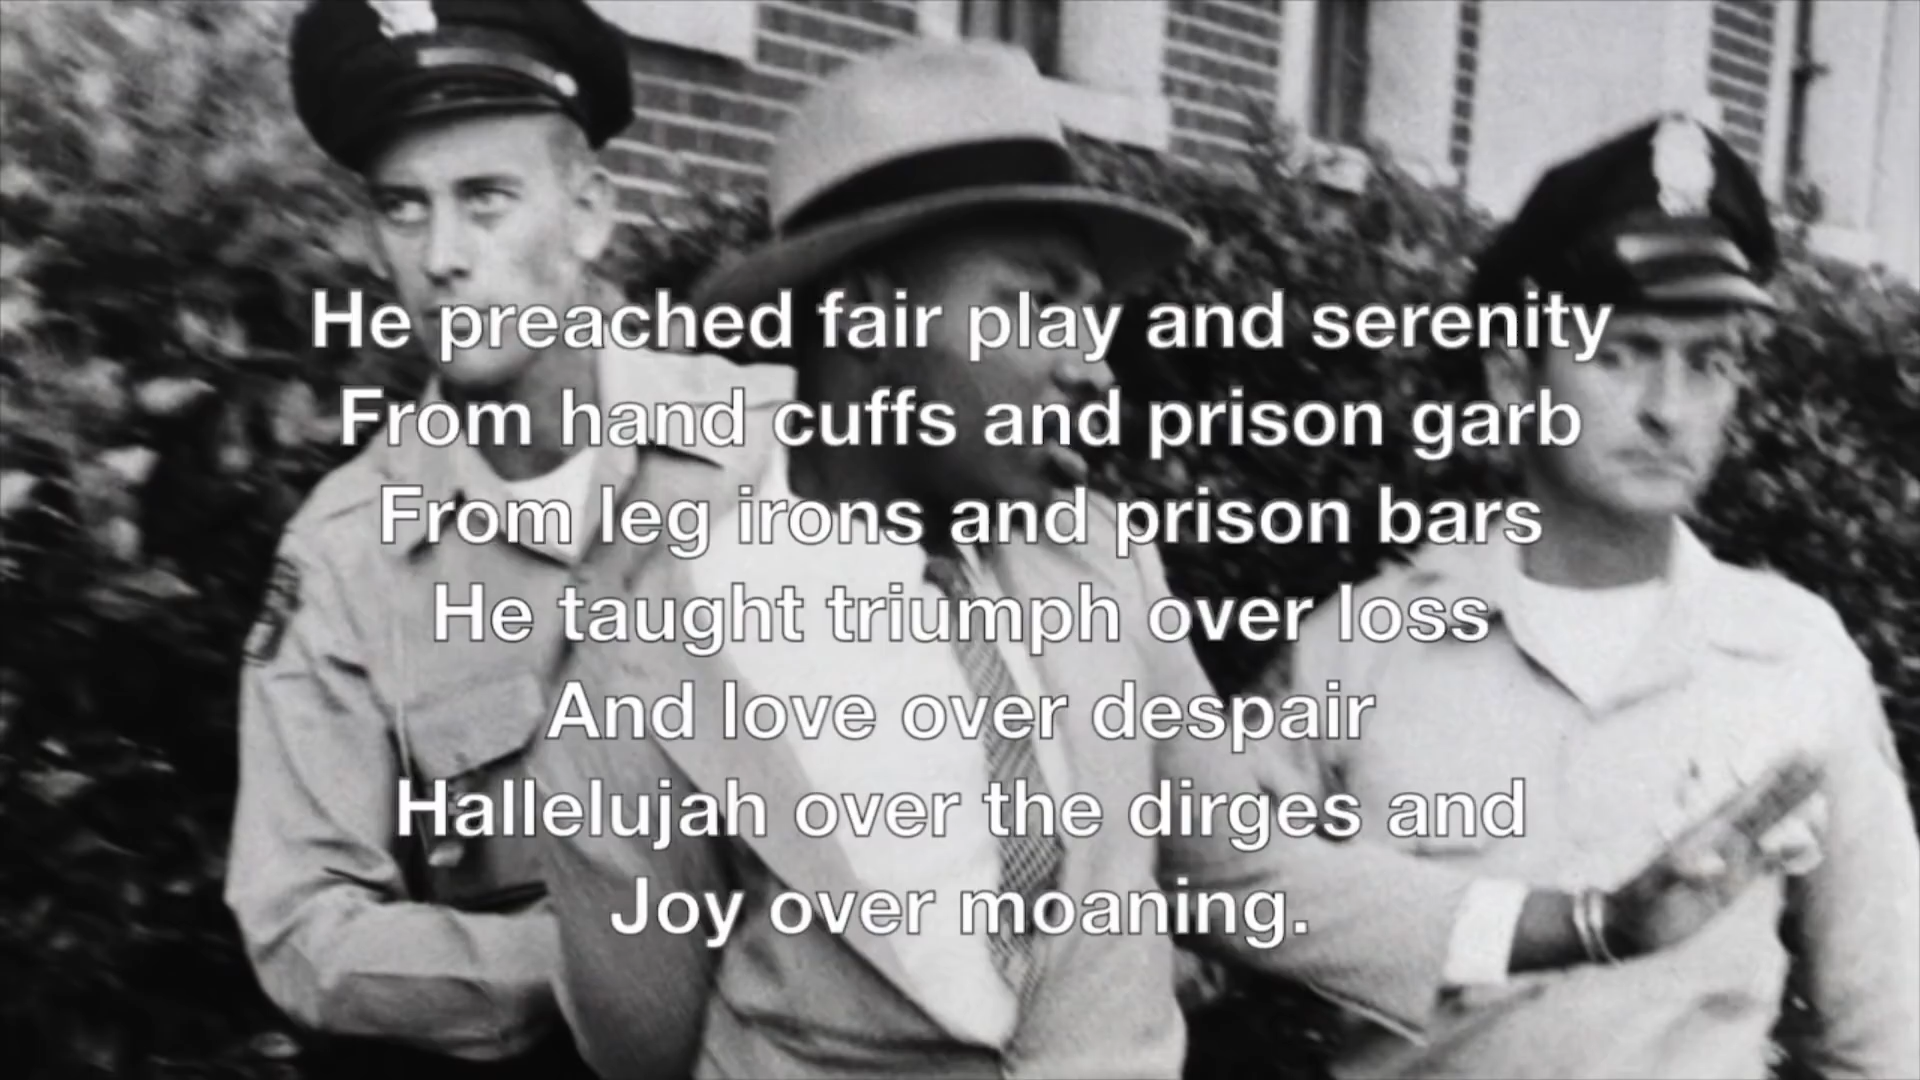 He preached fair play and serenity
From hand cuffs and prison garb
From leg irons and prison bars
He taught triumph over loss
And love over despair
Hallelujah over the dirges and
Joy over moaning.